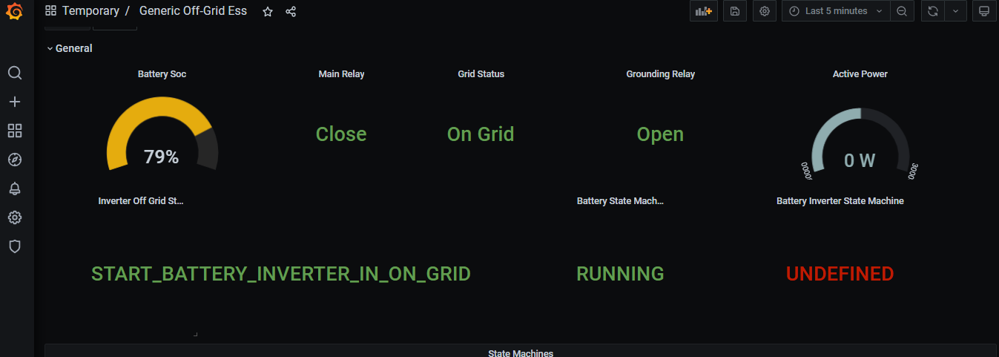 Temporary / Generic Off-Grid Ess
Last 5 minutes
General
Battery Soc
Main Relay
Grid Status
Grounding Relay
Active Power
79%
Close
On Grid
Open
0 W
3000
Inverter Off Grid St...
Battery State Mach...
Battery Inverter State Machine
START_BATTERY_INVERTER_IN_ON_GRID
RUNNING
UNDEFINED
State Machines